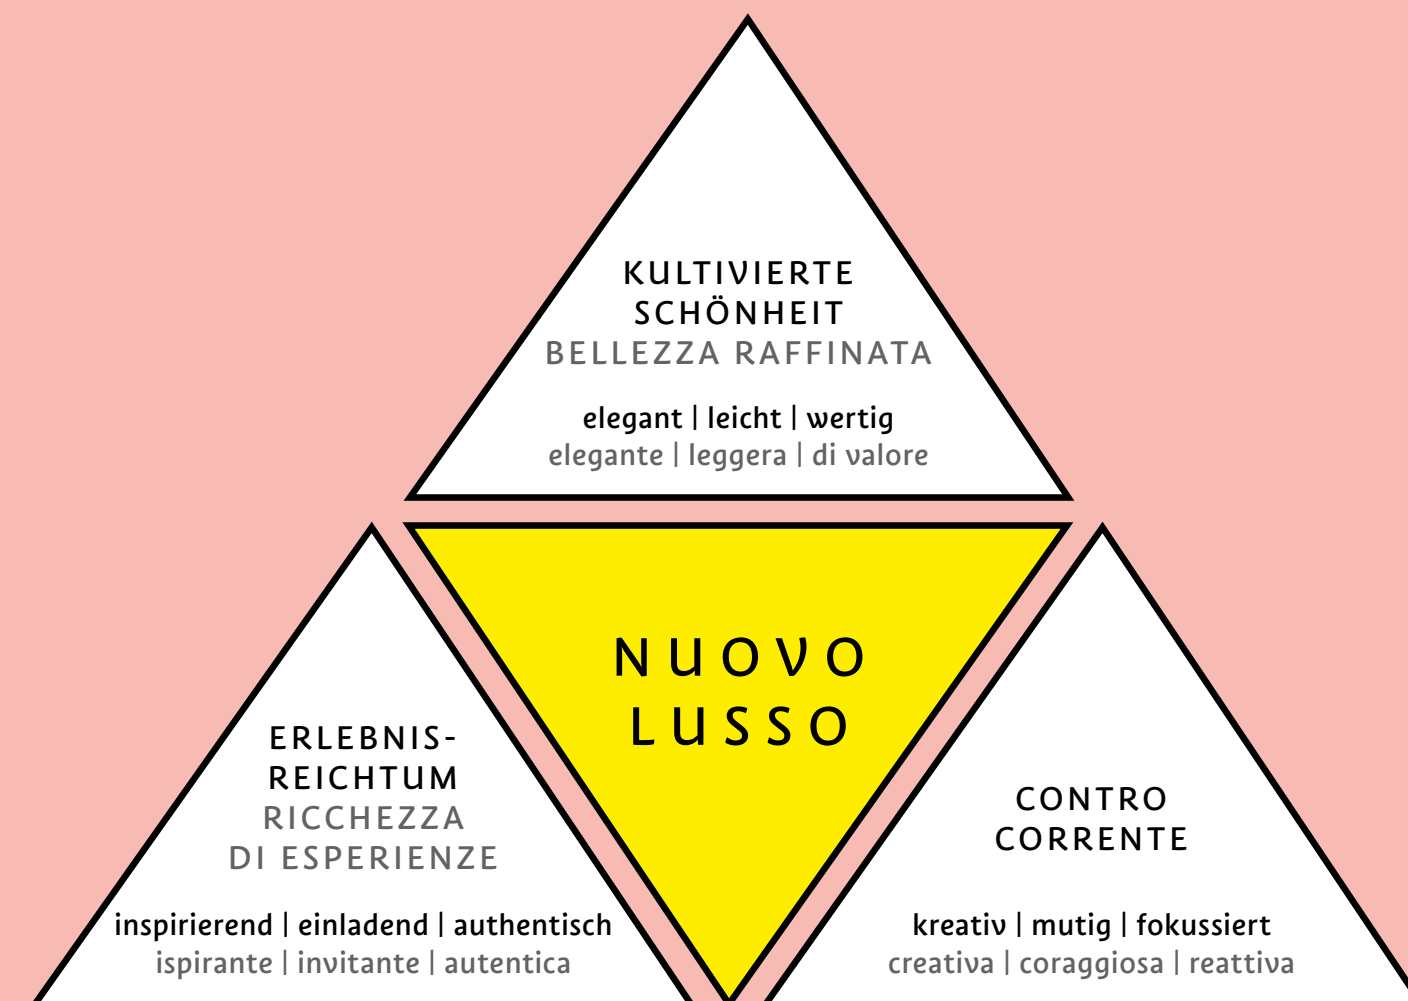 KULTIVIERTE
SCHÖNHEIT
BELLEZZA RAFFINATA
elegant | leicht | wertig
elegante | leggera | di valore
NUOVO
LUSSO
ERLEBNIS-
REICHTUM
RICCHEZZA
DI ESPERIENZE
inspirierend | einladend | authentisch
ispirante | invitante | autentica
CONTRO
CORRENTE
kreativ | mutig | fokussiert
creativa | coraggiosa | reattiva